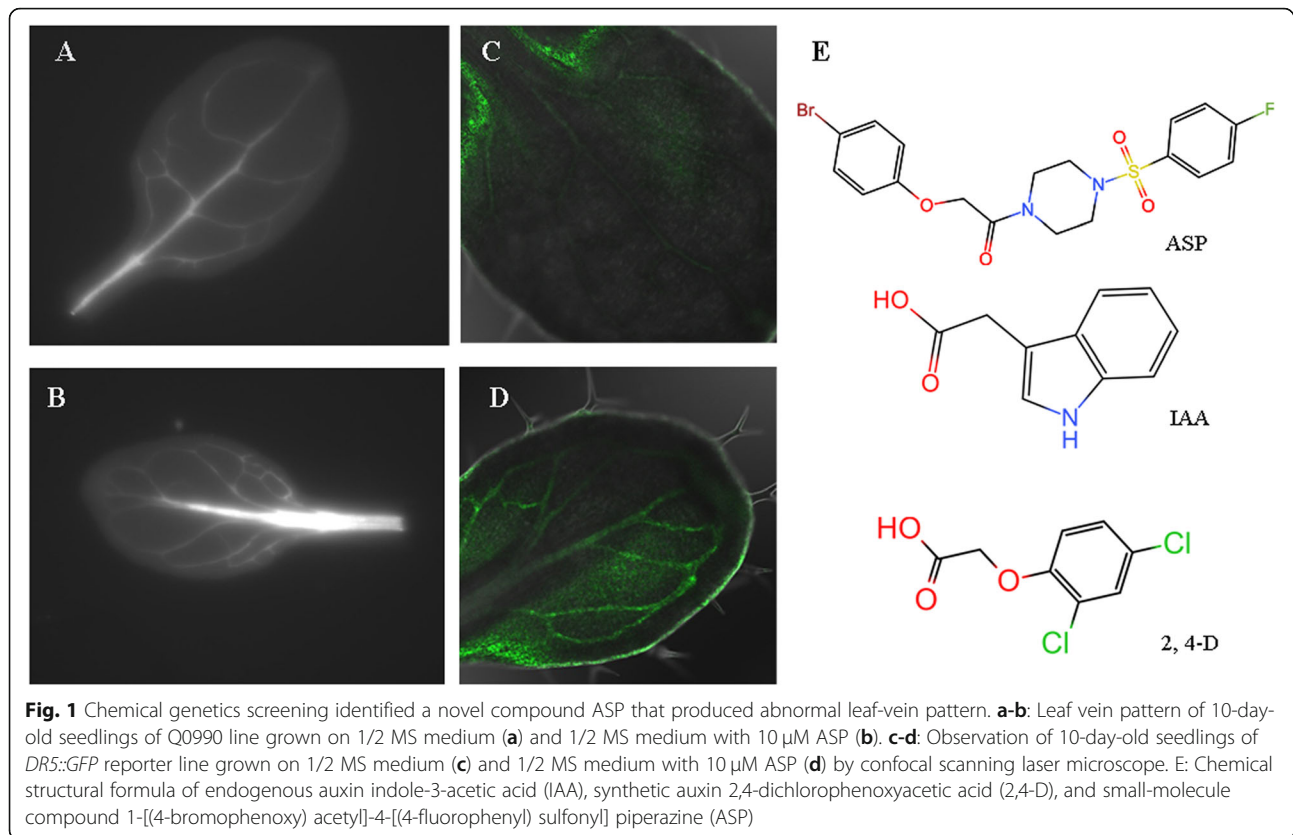 A
C
E
B
D
Br
O
O
N
N
S
O
O
F
ASP
HO
O
N
H
IAA
HO
O
O
Cl
Cl
2, 4-D
Fig. 1 Chemical genetics screening identified a novel compound ASP that produced abnormal leaf-vein pattern. a-b: Leaf vein pattern of 10-day-
old seedlings of Q0990 line grown on 1/2 MS medium (a) and 1/2 MS medium with 10 μM ASP (b). c-d: Observation of 10-day-old seedlings of
DR5::GFP reporter line grown on 1/2 MS medium (c) and 1/2 MS medium with 10 μM ASP (d) by confocal scanning laser microscope. E: Chemical
structural formula of endogenous auxin indole-3-acetic acid (IAA), synthetic auxin 2,4-dichlorophenoxyacetic acid (2,4-D), and small-molecule
compound 1-[(4-bromophenoxy) acetyl]-4-[(4-fluorophenyl) sulfonyl] piperazine (ASP)